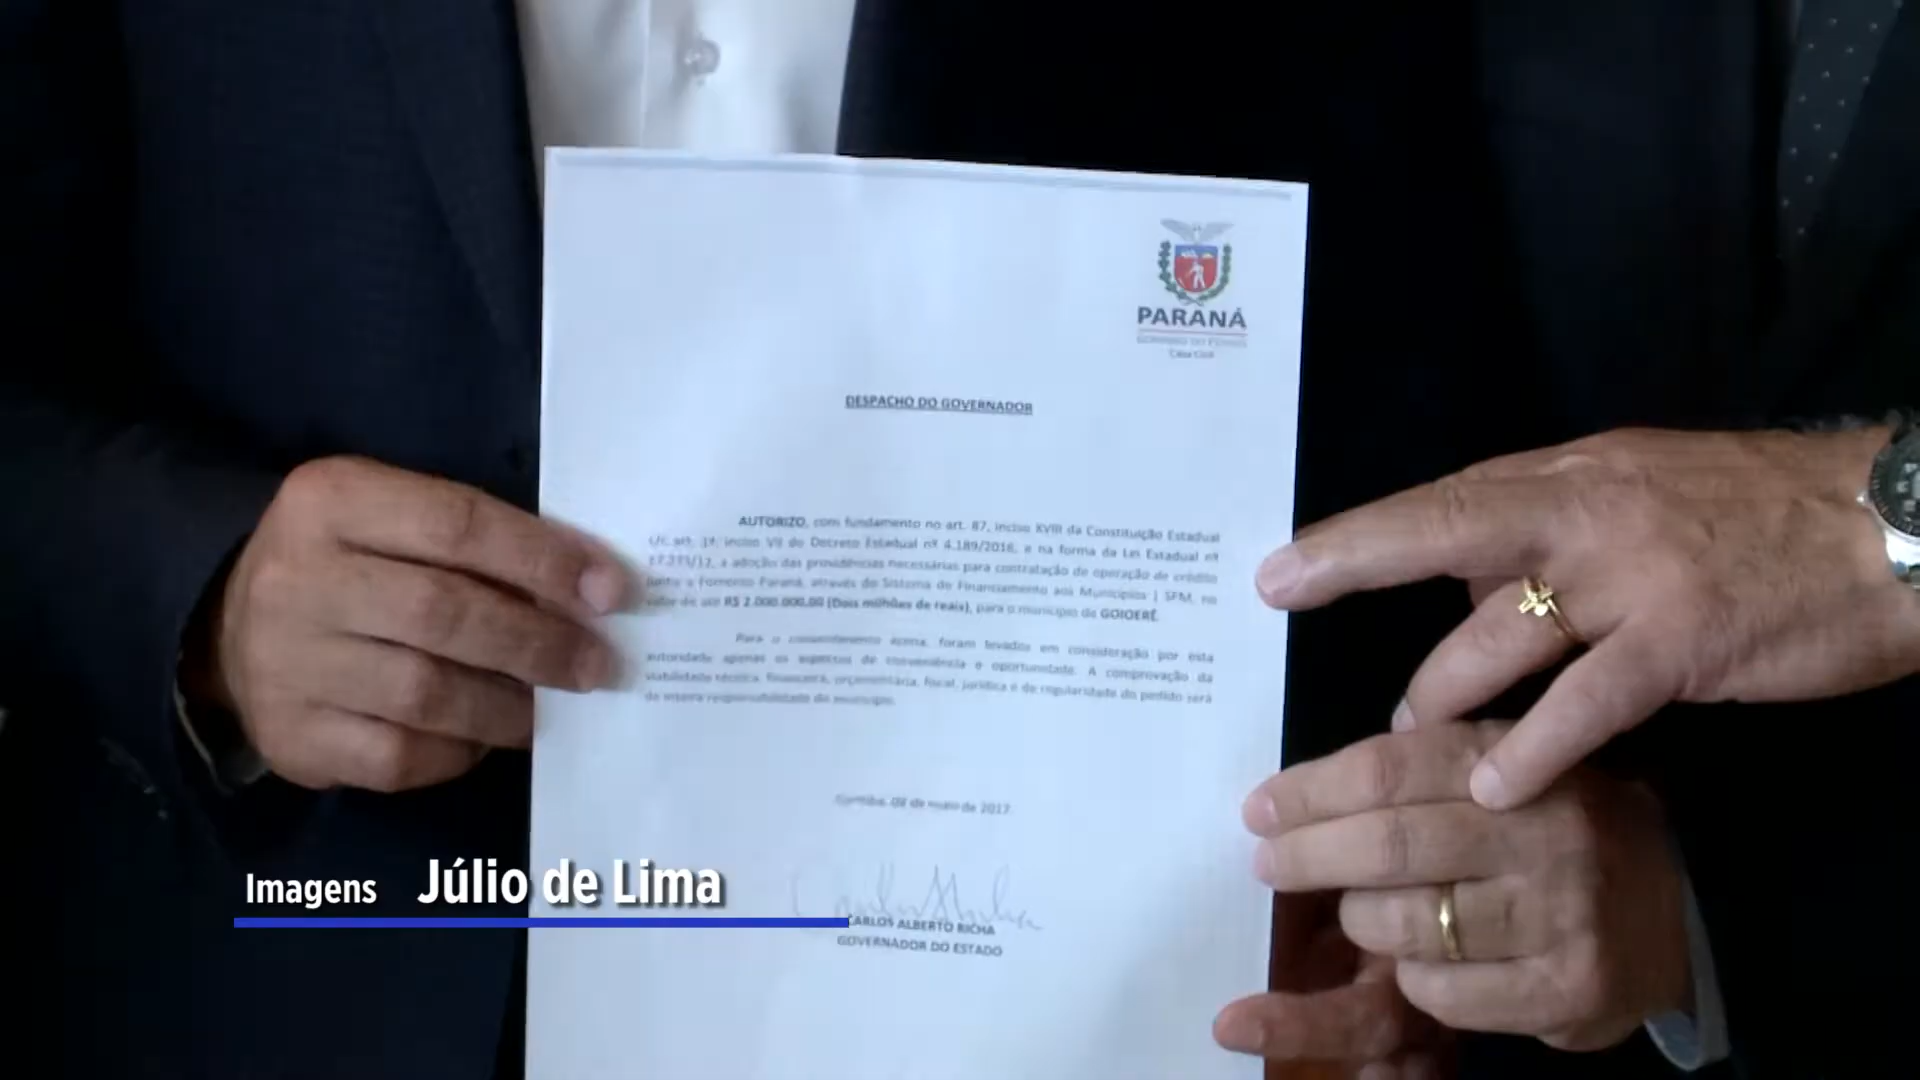 PARANÁ
GOVERNO DO ESTADO
Casa Civil
DESPACHO DO GOVERNADOR
AUTORIZO, com fundamento no art. 87, inciso XVIII da Constituição Estadual
c/c art. 1º, inciso VII do Decreto Estadual nº 4.189/2016, e na forma da Lei Estadual nº
a adoção das providências necessárias para contratação de operação de crédito
junto a Fomento Paraná, através do Sistema de Financiamento aos Municípios | SFM, no
valor de até R$ 2.000.000,00 (Dois milhões de reais), para o município de GOIOERÊ.
Para o consentimento acima, foram levados em consideração por esta
autoridade apenas os aspectos de conveniência e oportunidade. A comprovação da
viabilidade técnica, financeira, orçamentária, fiscal, jurídica e de regularidade do pedido será
de inteira responsabilidade do município.
Curitiba, 08 de maio de 2017.
CARLOS ALBERTO RICHA
GOVERNADOR DO ESTADO
Imagens Júlio de Lima